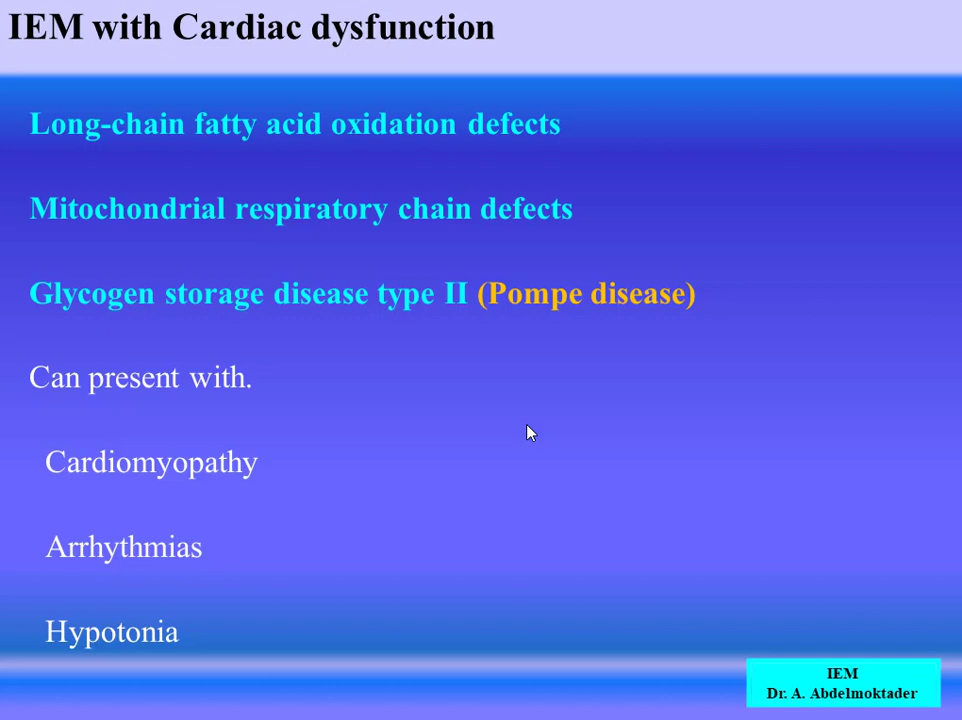 IEM with Cardiac dysfunction
Long-chain fatty acid oxidation defects
Mitochondrial respiratory chain defects
Glycogen storage disease type II (Pompe disease)
Can present with.
Cardiomyopathy
Arrhythmias
Hypotonia
IEM
Dr. A. Abdelmoktader